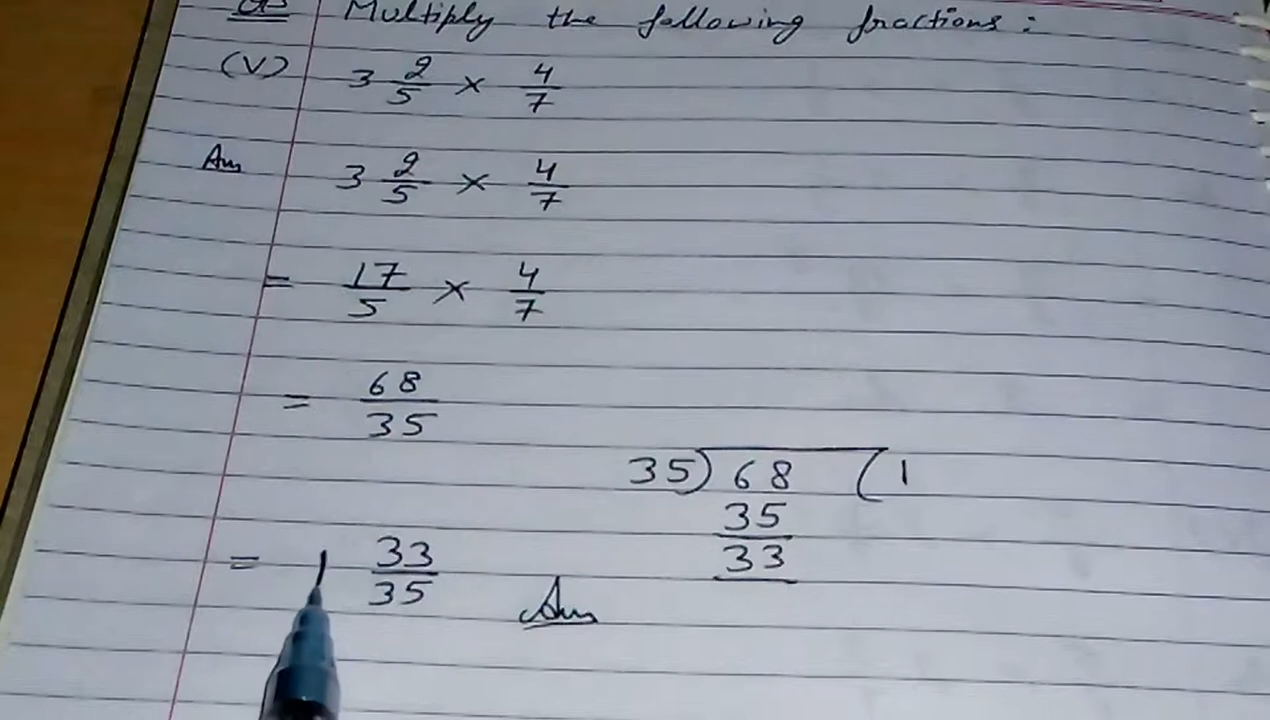 Q. Multiply the following fractions:
(V) 3 2/5 × 4/7
Ans 3 2/5 × 4/7
= 17/5 × 4/7
= 68/35
35) 68 (1
35
33
= 1 33/35 Ans